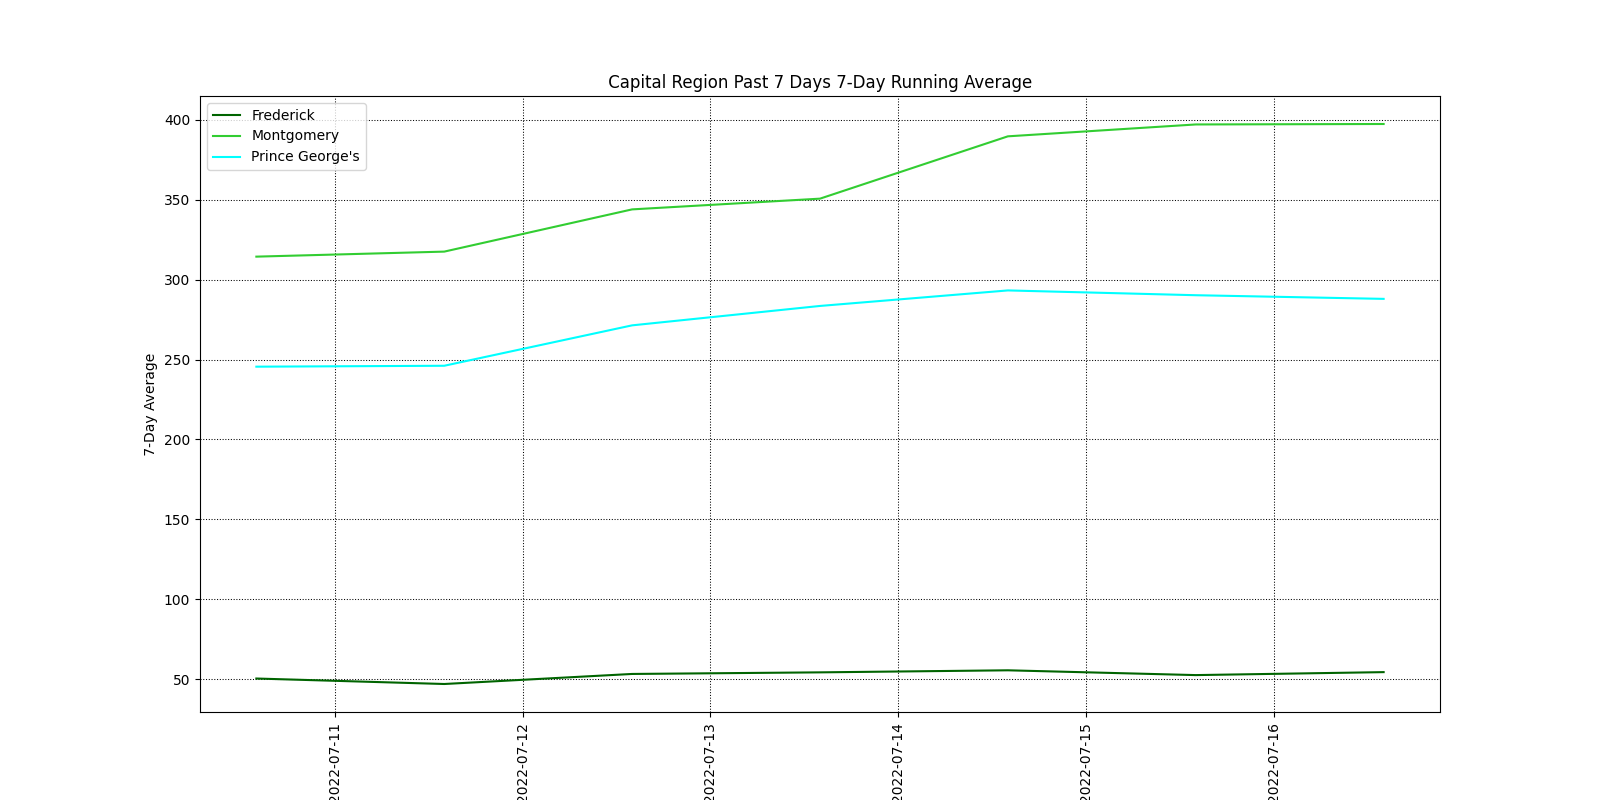 Capital Region Past 7 Days 7-Day Running Average
Frederick
Montgomery
Prince George's
7-Day Average
400
350
300
250
200
150
100
50
2022-07-11
2022-07-12
2022-07-13
2022-07-14
2022-07-15
2022-07-16